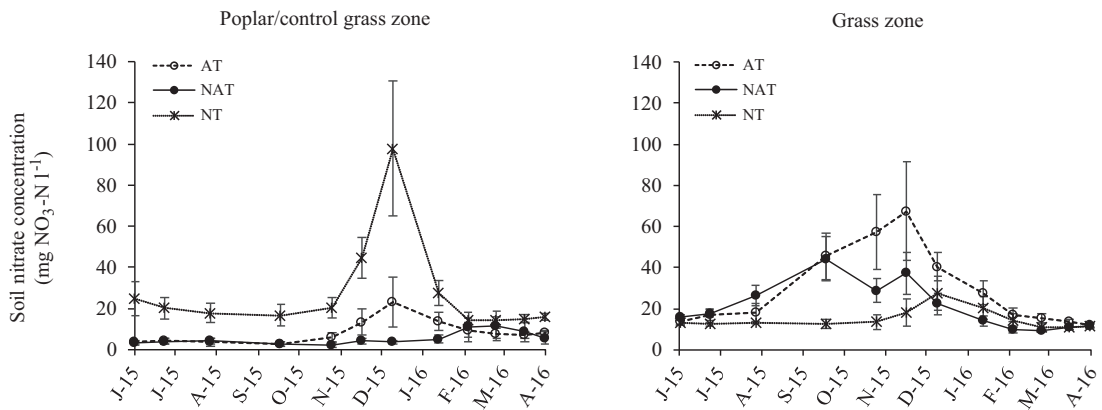 Poplar/control grass zone
Soil nitrate concentration
(mg NO₃-N l⁻¹)
140
120
100
80
60
40
20
0
AT
NAT
NT
J-15
J-15
A-15
S-15
O-15
N-15
D-15
J-16
F-16
M-16
A-16
Grass zone
140
120
100
80
60
40
20
0
AT
NAT
NT
J-15
J-15
A-15
S-15
O-15
N-15
D-15
J-16
F-16
M-16
A-16